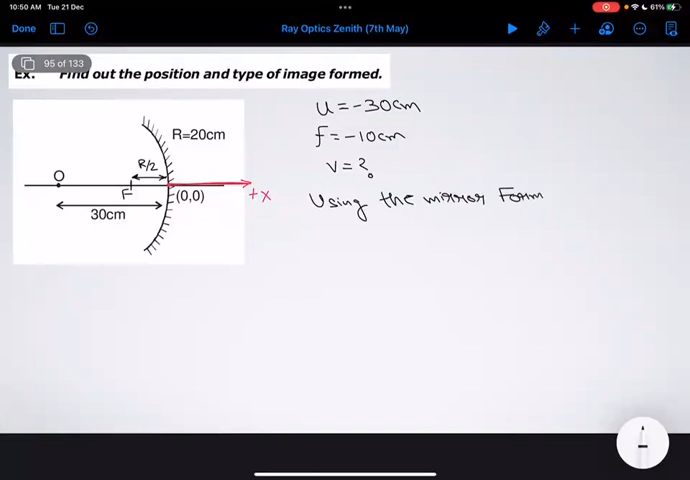 10:50 AM Tue 21 Dec
61%
Done
Ray Optics Zenith (7th May)
95 of 133
Ex: Find out the position and type of image formed.
R=20cm
R/2
O
F
(0,0)
+x
30cm
u=-30cm
f=-10cm
v=?
Using the mirror Form